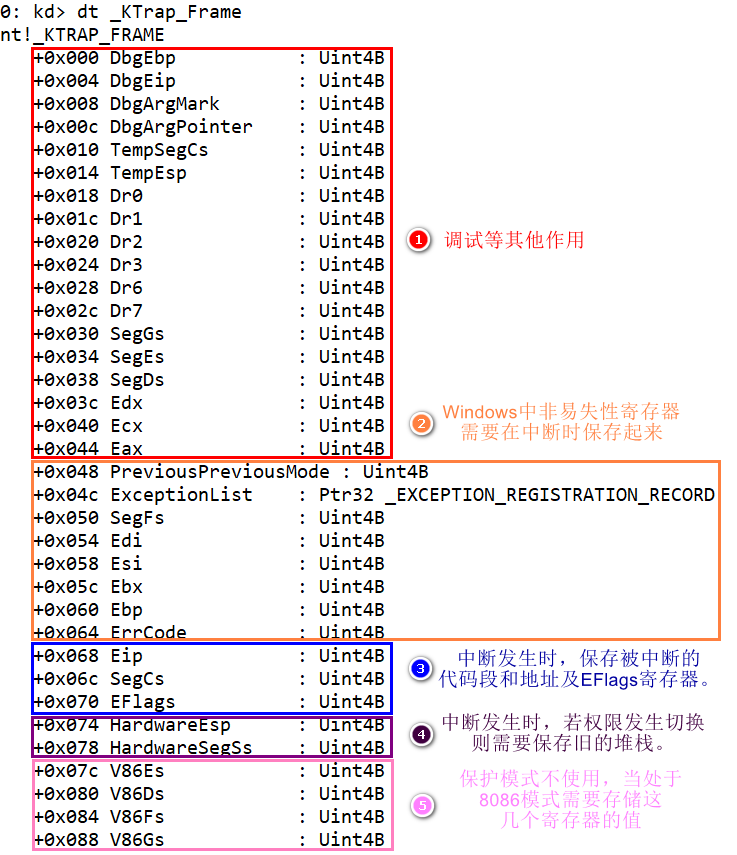 0: kd> dt _KTrap_Frame
nt!_KTRAP_FRAME
+0x000 DbgEbp : Uint4B
+0x004 DbgEip : Uint4B
+0x008 DbgArgMark : Uint4B
+0x00c DbgArgPointer : Uint4B
+0x010 TempSegCs : Uint4B
+0x014 TempEsp : Uint4B
+0x018 Dr0 : Uint4B
+0x01c Dr1 : Uint4B
+0x020 Dr2 : Uint4B
+0x024 Dr3 : Uint4B
+0x028 Dr6 : Uint4B
+0x02c Dr7 : Uint4B
+0x030 SegGs : Uint4B
+0x034 SegEs : Uint4B
+0x038 SegDs : Uint4B
+0x03c Edx : Uint4B
+0x040 Ecx : Uint4B
+0x044 Eax : Uint4B
1 调试等其他作用
+0x048 PreviousPreviousMode : Uint4B
+0x04c ExceptionList : Ptr32 _EXCEPTION_REGISTRATION_RECORD
+0x050 SegFs : Uint4B
+0x054 Edi : Uint4B
+0x058 Esi : Uint4B
+0x05c Ebx : Uint4B
+0x060 Ebp : Uint4B
+0x064 ErrCode : Uint4B
2 Windows中非易失性寄存器
需要在中断时保存起来
+0x068 Eip : Uint4B
+0x06c SegCs : Uint4B
+0x070 EFlags : Uint4B
3 中断发生时，保存被中断的
代码段和地址及EFlags寄存器。
+0x074 HardwareEsp : Uint4B
+0x078 HardwareSegSs : Uint4B
4 中断发生时，若权限发生切换
则需要保存旧的堆栈。
+0x07c V86Es : Uint4B
+0x080 V86Ds : Uint4B
+0x084 V86Fs : Uint4B
+0x088 V86Gs : Uint4B
5 保护模式不使用，当处于
8086模式需要存储这
几个寄存器的值